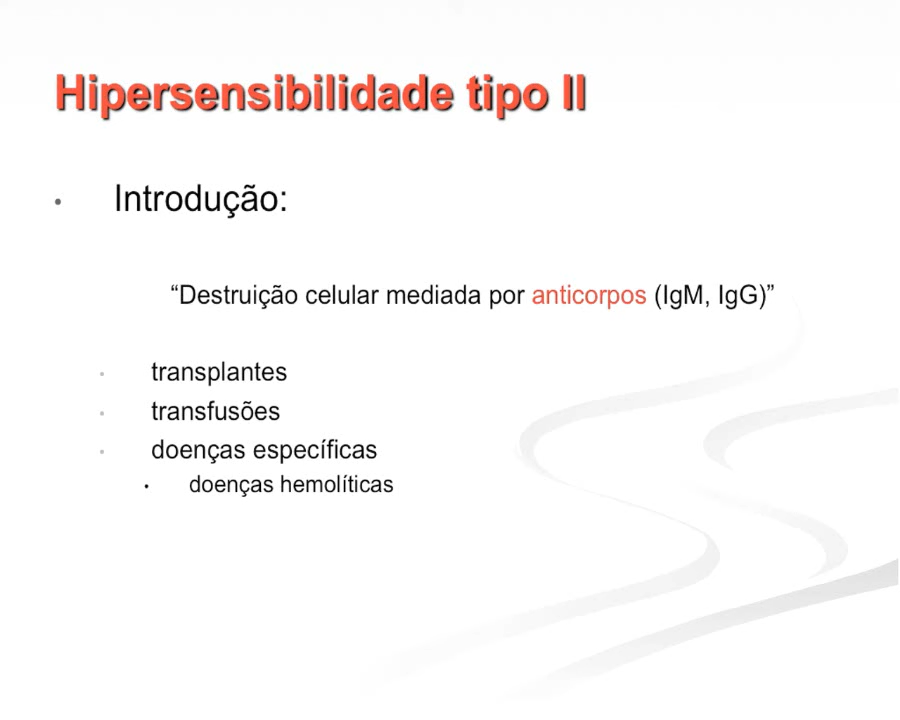 Hipersensibilidade tipo II
• Introdução:
“Destruição celular mediada por anticorpos (IgM, IgG)”
• transplantes
• transfusões
• doenças específicas
• doenças hemolíticas